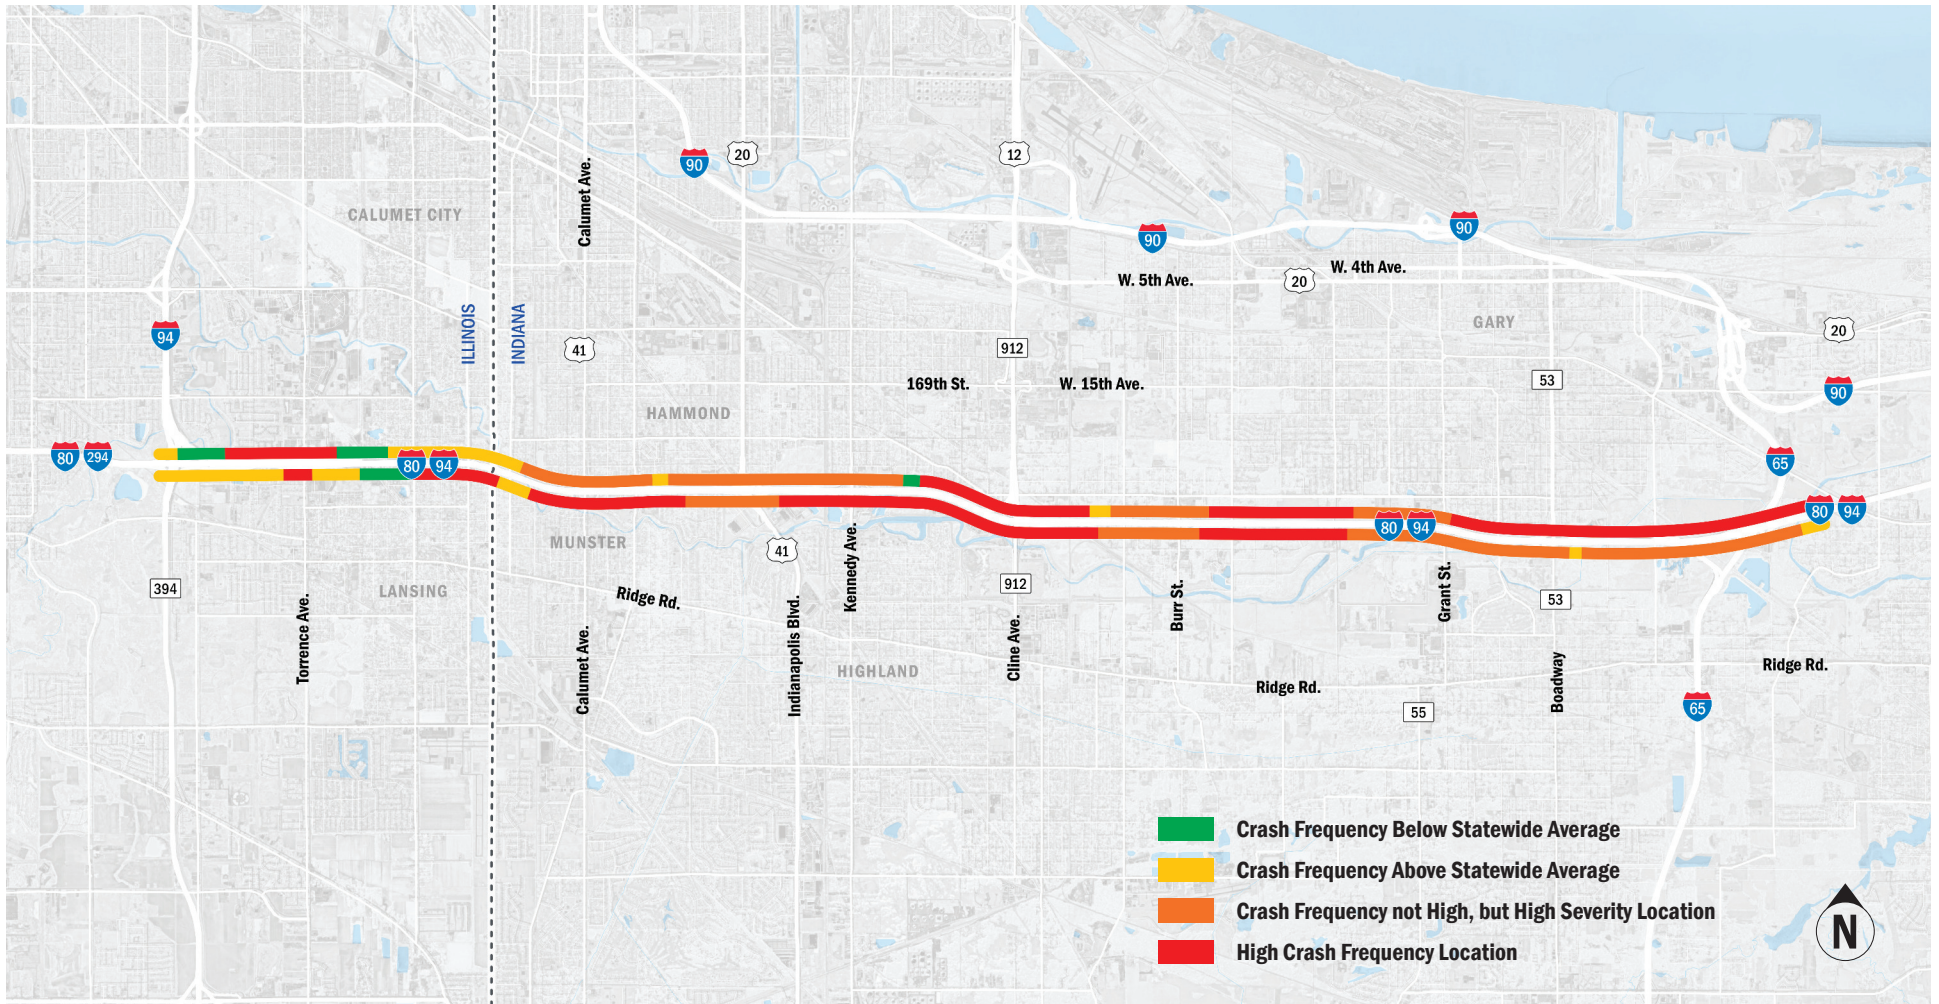 20
12
90
Calumet Ave.
CALUMET CITY
90
90
W. 4th Ave.
W. 5th Ave.
20
ILLINOIS
INDIANA
94
GARY
20
41
912
53
169th St.
W. 15th Ave.
90
HAMMOND
80
294
80
94
65
80
94
80
94
MUNSTER
41
Kennedy Ave.
394
LANSING
Ridge Rd.
912
Burr St.
Grant St.
53
Torrence Ave.
Calumet Ave.
Indianapolis Blvd.
HIGHLAND
Cline Ave.
Ridge Rd.
Boadway
Ridge Rd.
55
65
Crash Frequency Below Statewide Average
Crash Frequency Above Statewide Average
Crash Frequency not High, but High Severity Location
High Crash Frequency Location
N